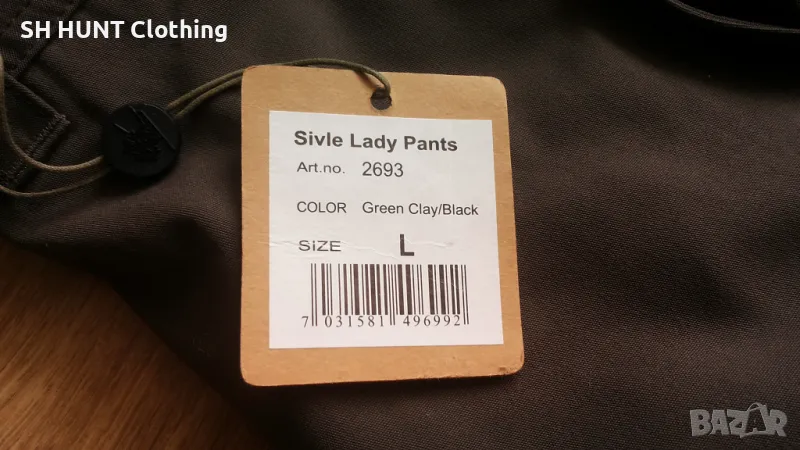 SH HUNT Clothing
Sivle Lady Pants
Art.no. 2693
COLOR Green Clay/Black
SIZE L
7 031581 496992
BAZAR